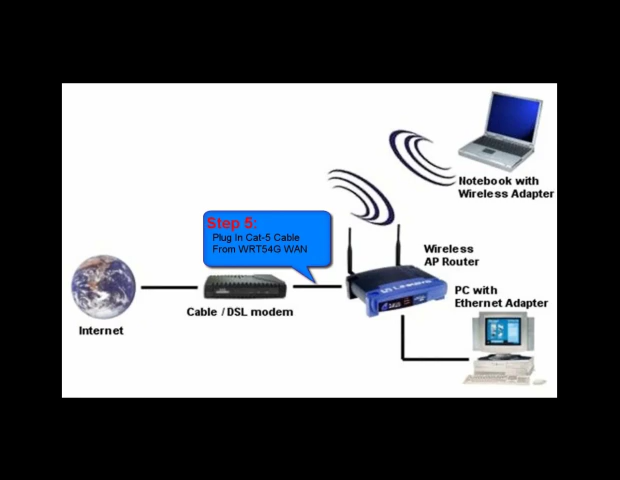 Notebook with
Wireless Adapter
Step 5:
Plug in Cat-5 Cable
From WRT54G WAN
Wireless
AP Router
Linksys
PC with
Ethernet Adapter
Cable / DSL modem
Internet